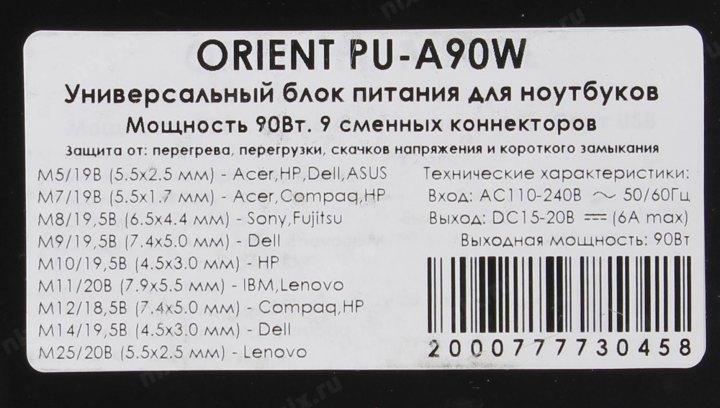 ORIENT PU-A90W
Универсальный блок питания для ноутбуков
Мощность 90Вт. 9 сменных коннекторов
Защита от: перегрева, перегрузки, скачков напряжения и короткого замыкания
M5/19В (5.5x2.5 мм) - Acer,HP,Dell,ASUS
M7/19В (5.5x1.7 мм) - Acer,Compaq,HP
M8/19,5В (6.5x4.4 мм) - Sony,Fujitsu
M9/19,5В (7.4x5.0 мм) - Dell
M10/19,5В (4.5x3.0 мм) - HP
M11/20В (7.9x5.5 мм) - IBM,Lenovo
M12/18,5В (7.4x5.0 мм) - Compaq,HP
M14/19,5В (4.5x3.0 мм) - Dell
M25/20В (5.5x2.5 мм) - Lenovo
Технические характеристики:
Вход: AC110-240В ~ 50/60Гц
Выход: DC15-20В ⎓ (6A max)
Выходная мощность: 90Вт
2000777730458